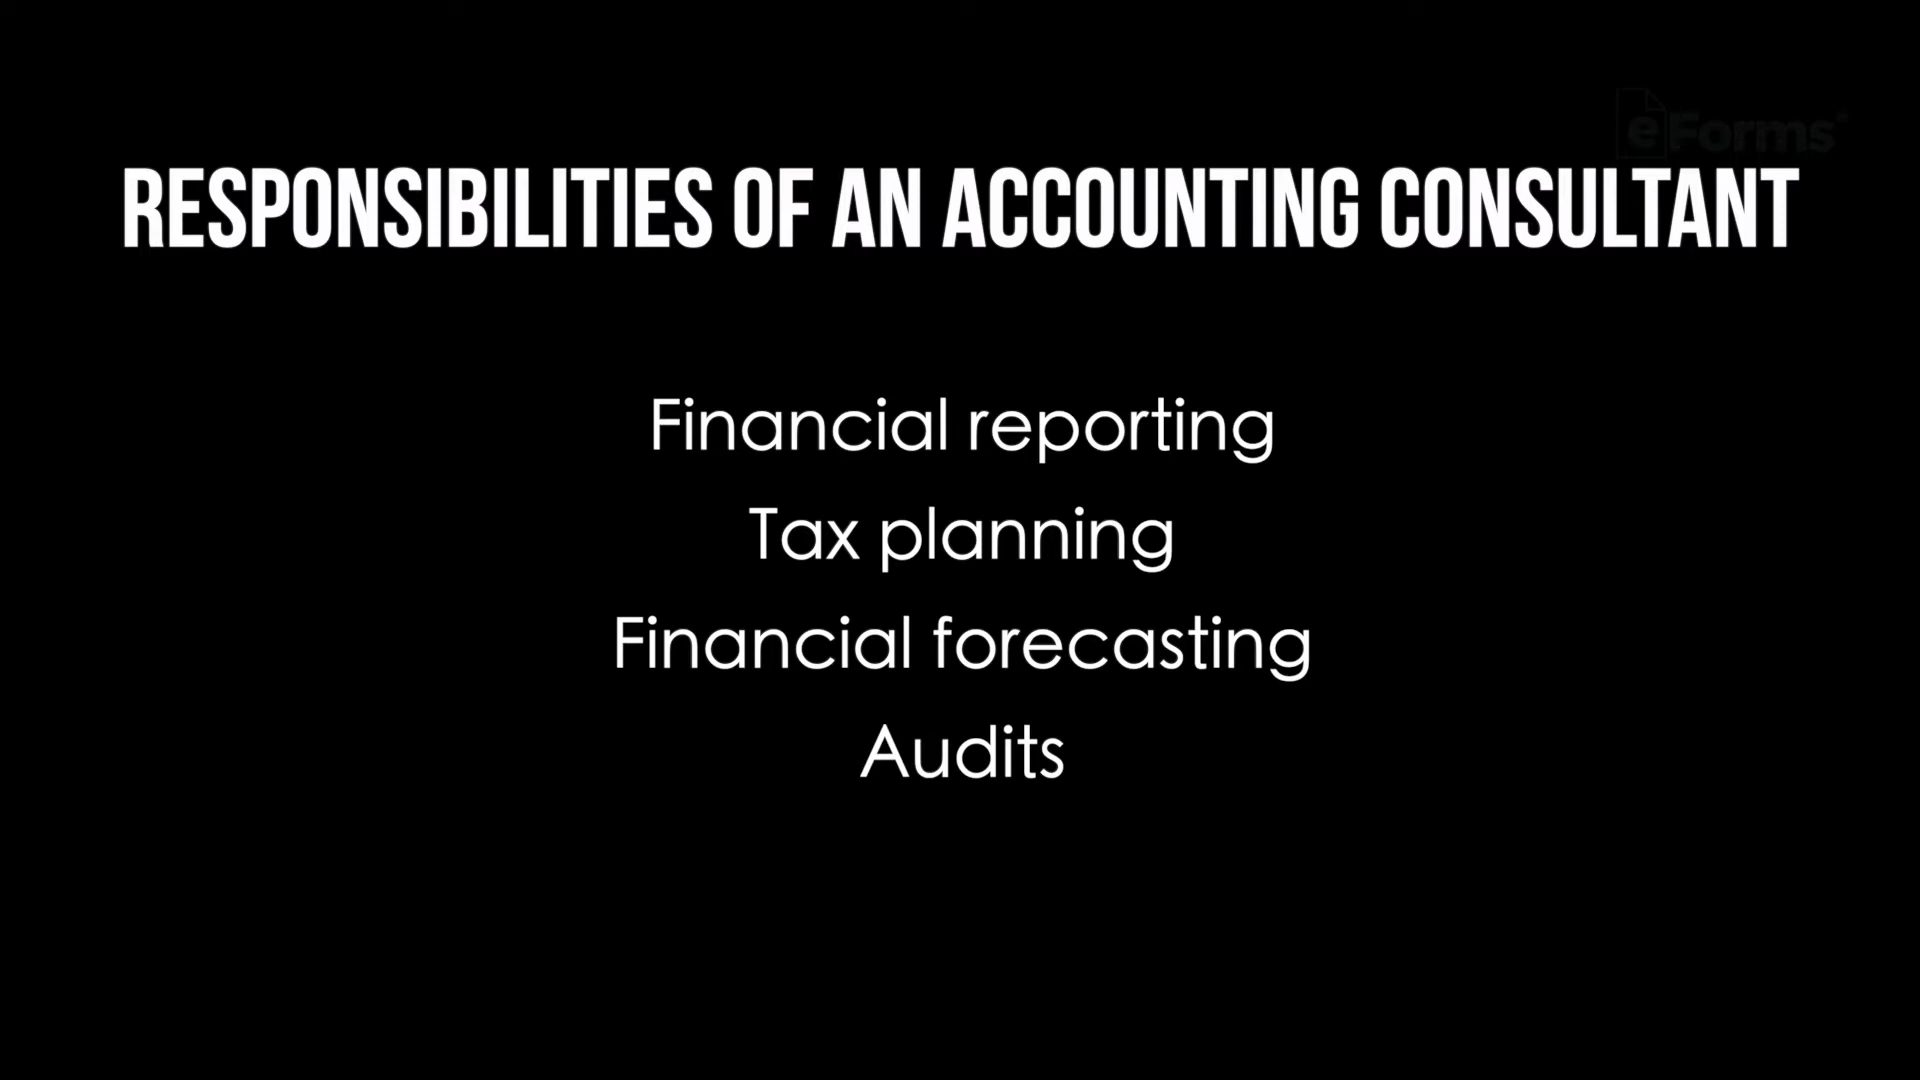 eForms
RESPONSIBILITIES OF AN ACCOUNTING CONSULTANT
Financial reporting
Tax planning
Financial forecasting
Audits